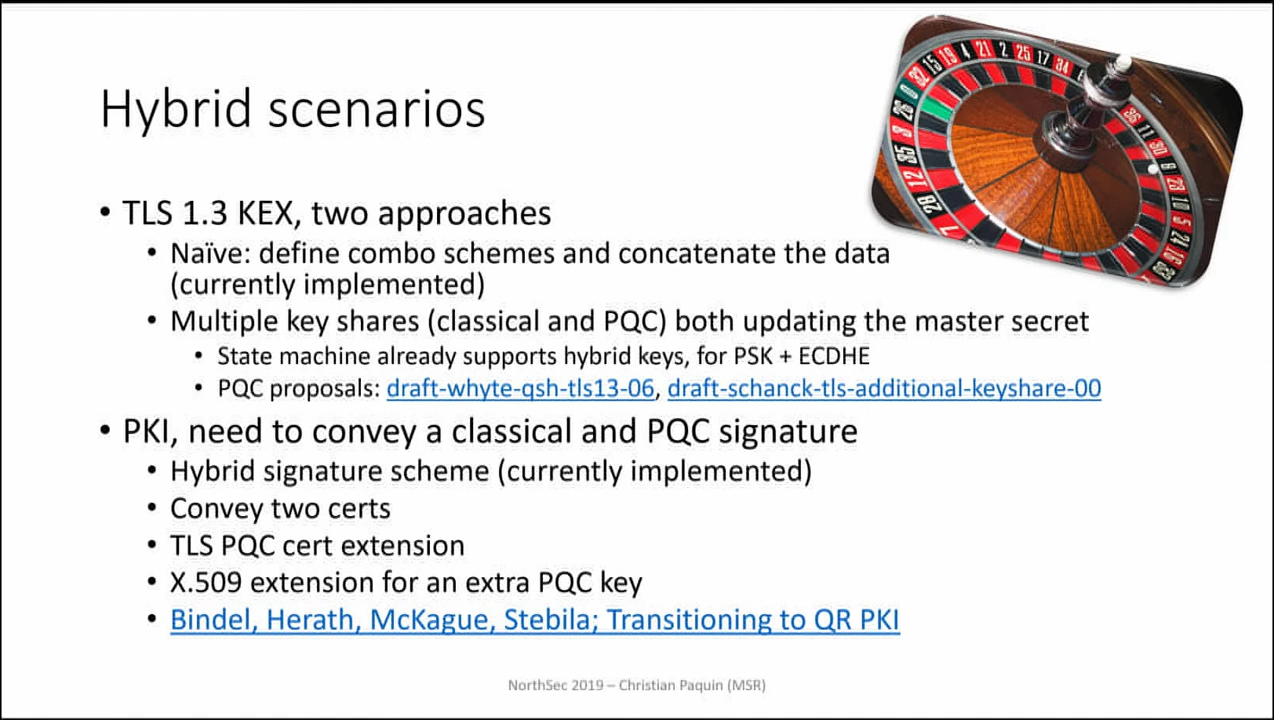 Hybrid scenarios
• TLS 1.3 KEX, two approaches
• Naïve: define combo schemes and concatenate the data
(currently implemented)
• Multiple key shares (classical and PQC) both updating the master secret
• State machine already supports hybrid keys, for PSK + ECDHE
• PQC proposals: draft-whyte-qsh-tls13-06, draft-schanck-tls-additional-keyshare-00
• PKI, need to convey a classical and PQC signature
• Hybrid signature scheme (currently implemented)
• Convey two certs
• TLS PQC cert extension
• X.509 extension for an extra PQC key
• Bindel, Herath, McKague, Stebila; Transitioning to QR PKI
NorthSec 2019 – Christian Paquin (MSR)